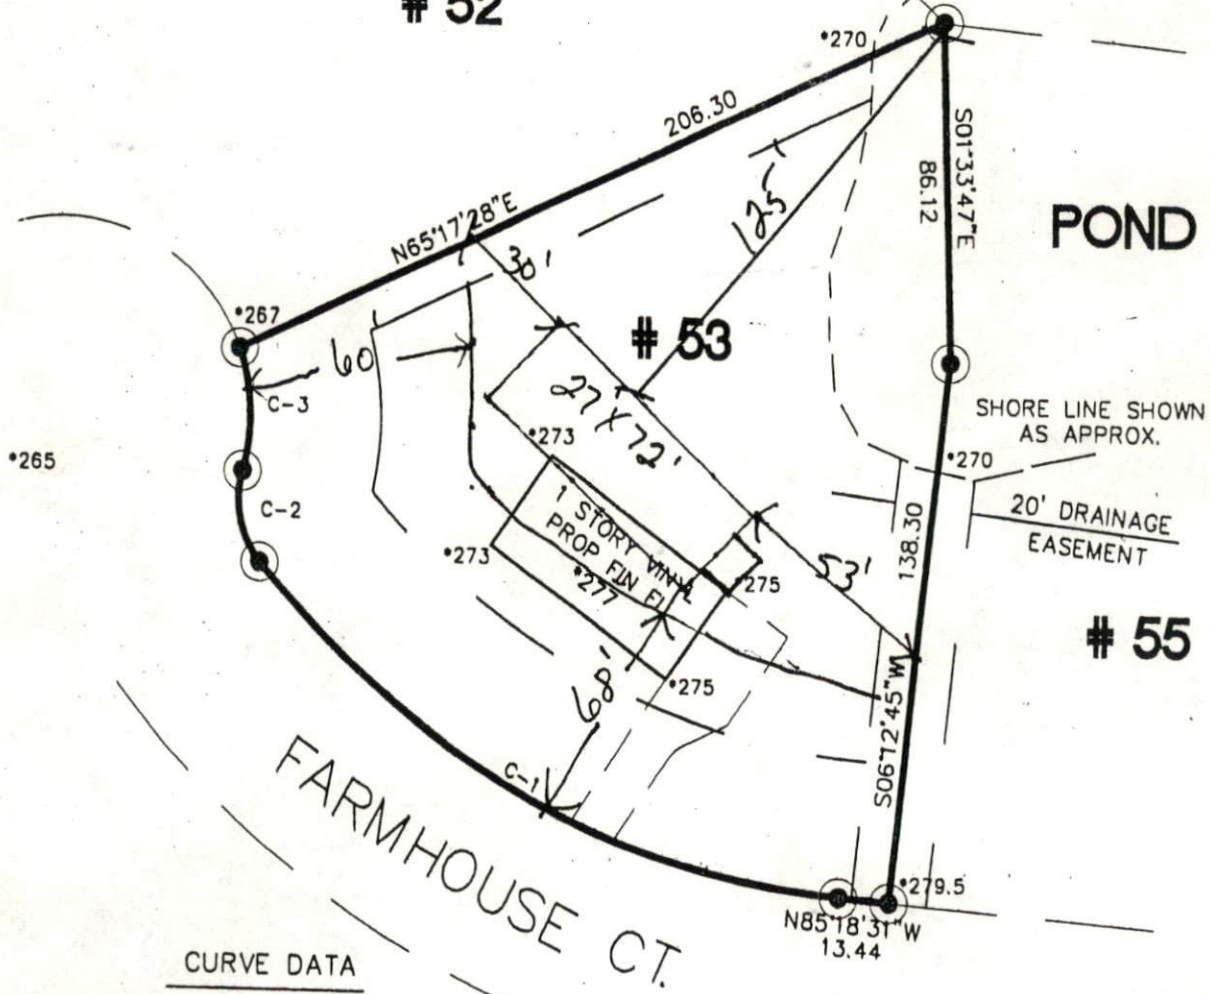 # 52
*270
206.30
N65°17'28"E
S01°33'47"E
86.12
POND
125'
30'
*267
# 53
60
C-3
27 X 72'
SHORE LINE SHOWN
AS APPROX.
*265
*273
*270
C-2
1 STORY VINYL
PROP FIN FL
*277
*273
*275
138.30
20' DRAINAGE
EASEMENT
53'
# 55
68'
*275
S06°12'45"W
C-1
FARMHOUSE CT.
*279.5
N85°18'31"W
13.44
CURVE DATA